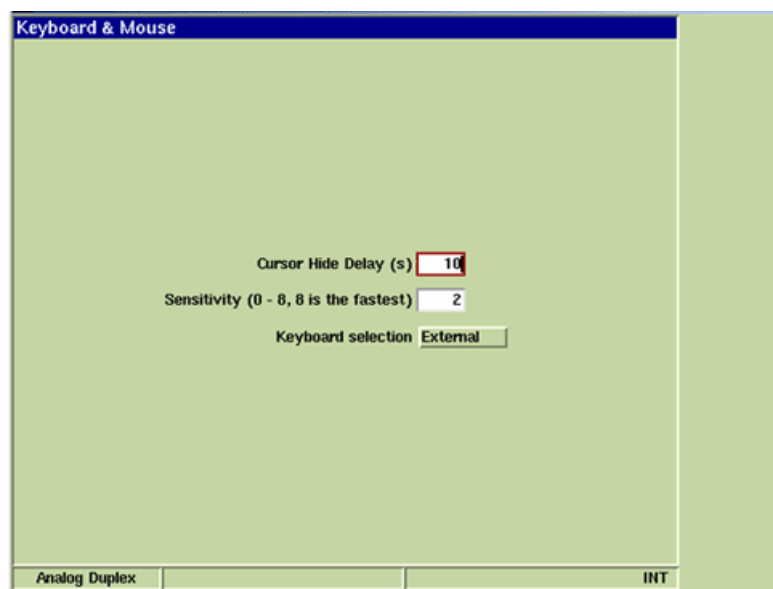 Keyboard & Mouse
Cursor Hide Delay (s) 10
Sensitivity (0 - 8, 8 is the fastest) 2
Keyboard selection External
Analog Duplex INT